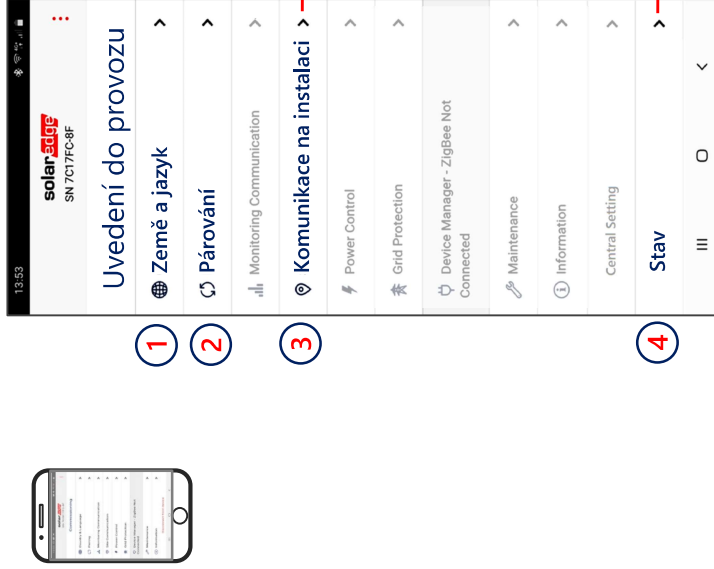 13:53
solaredge
SN 7C17FC-8F
Uvedení do provozu
1
Země a jazyk
2
Párování
Monitoring Communication
3
Komunikace na instalaci
Power Control
Grid Protection
Device Manager - ZigBee Not
Connected
Maintenance
Information
Central Setting
4
Stav